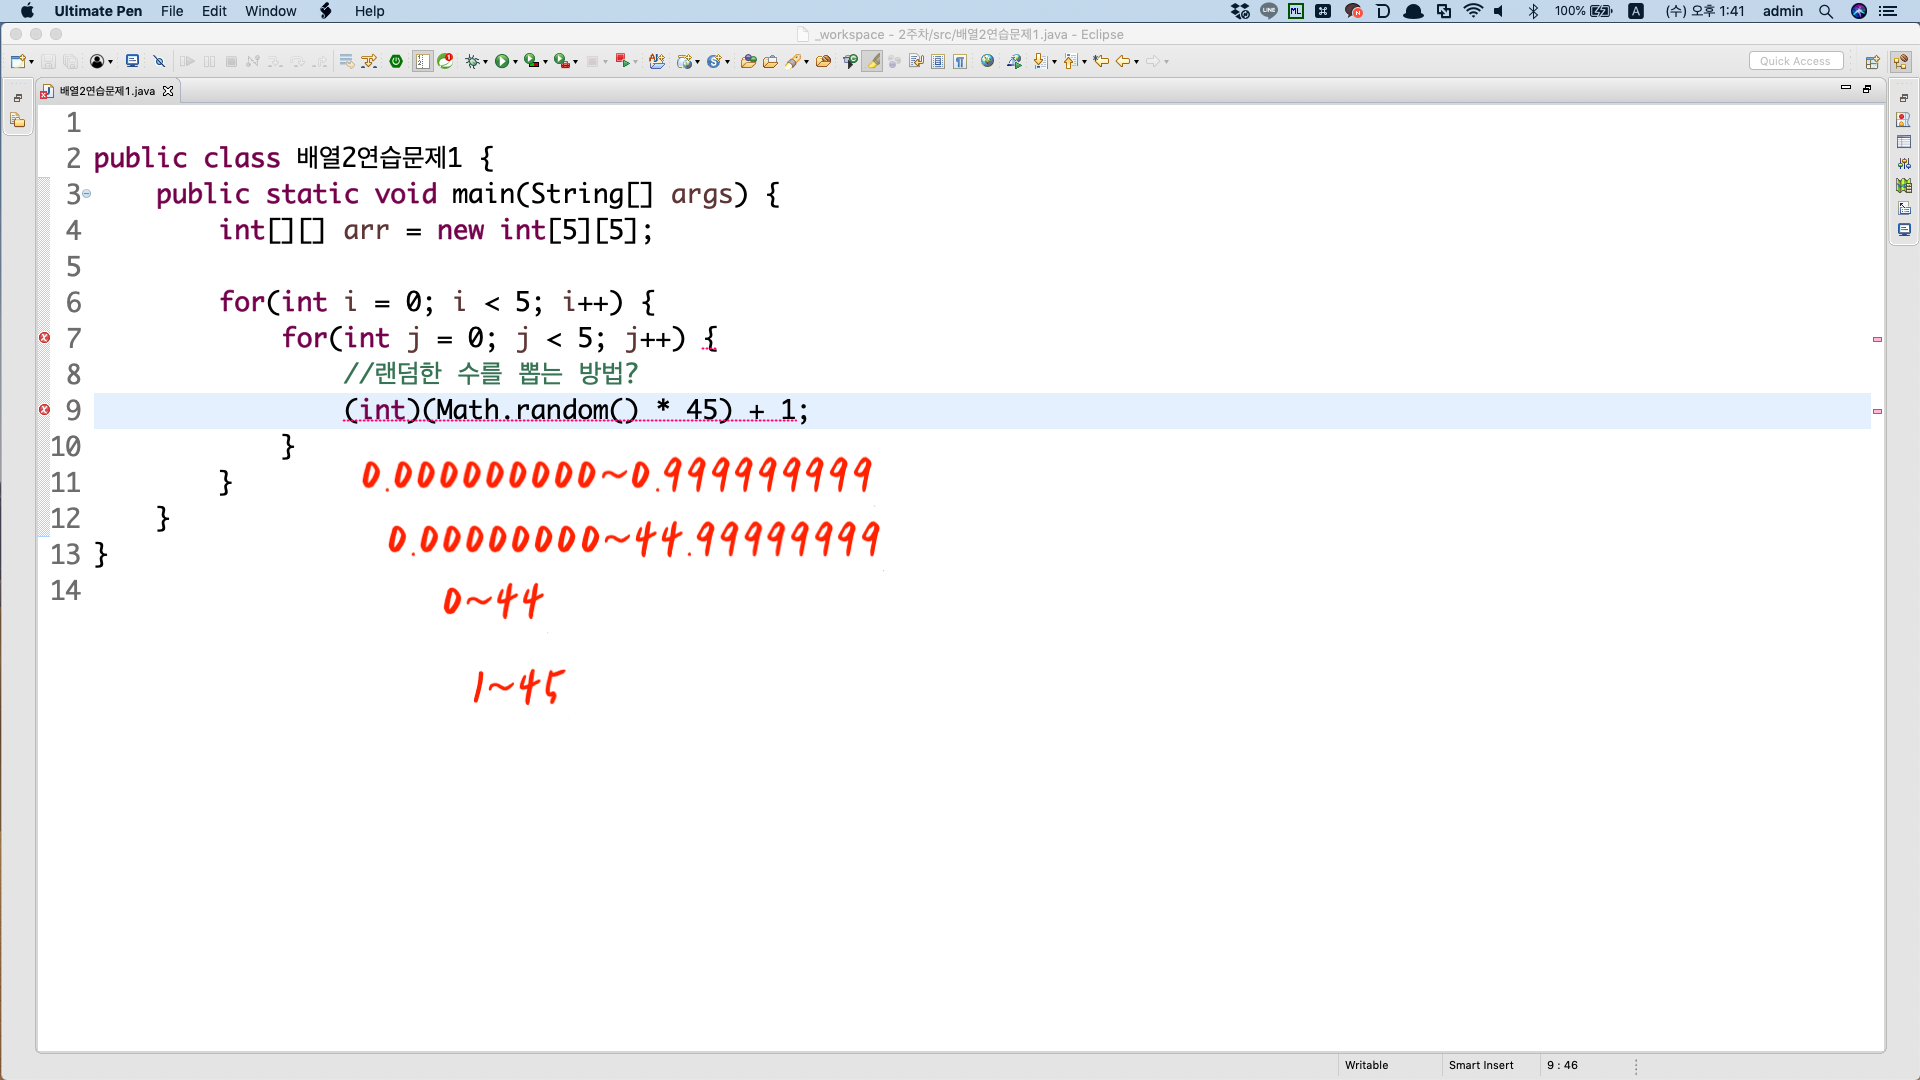 Ultimate Pen File Edit Window Help 100% A (수) 오후 1:41 admin
_workspace - 2주차/src/배열2연습문제1.java - Eclipse
Quick Access
배열2연습문제1.java
1
2 public class 배열2연습문제1 {
3 public static void main(String[] args) {
4 int[][] arr = new int[5][5];
5
6 for(int i = 0; i < 5; i++) {
7 for(int j = 0; j < 5; j++) {
8 //랜덤한 수를 뽑는 방법?
9 (int)(Math.random() * 45) + 1;
10 }
11 }
12 }
13 }
14
0.000000000~0.999999999
0.00000000~44.99999999
0~44
1~45
Writable Smart Insert 9 : 46